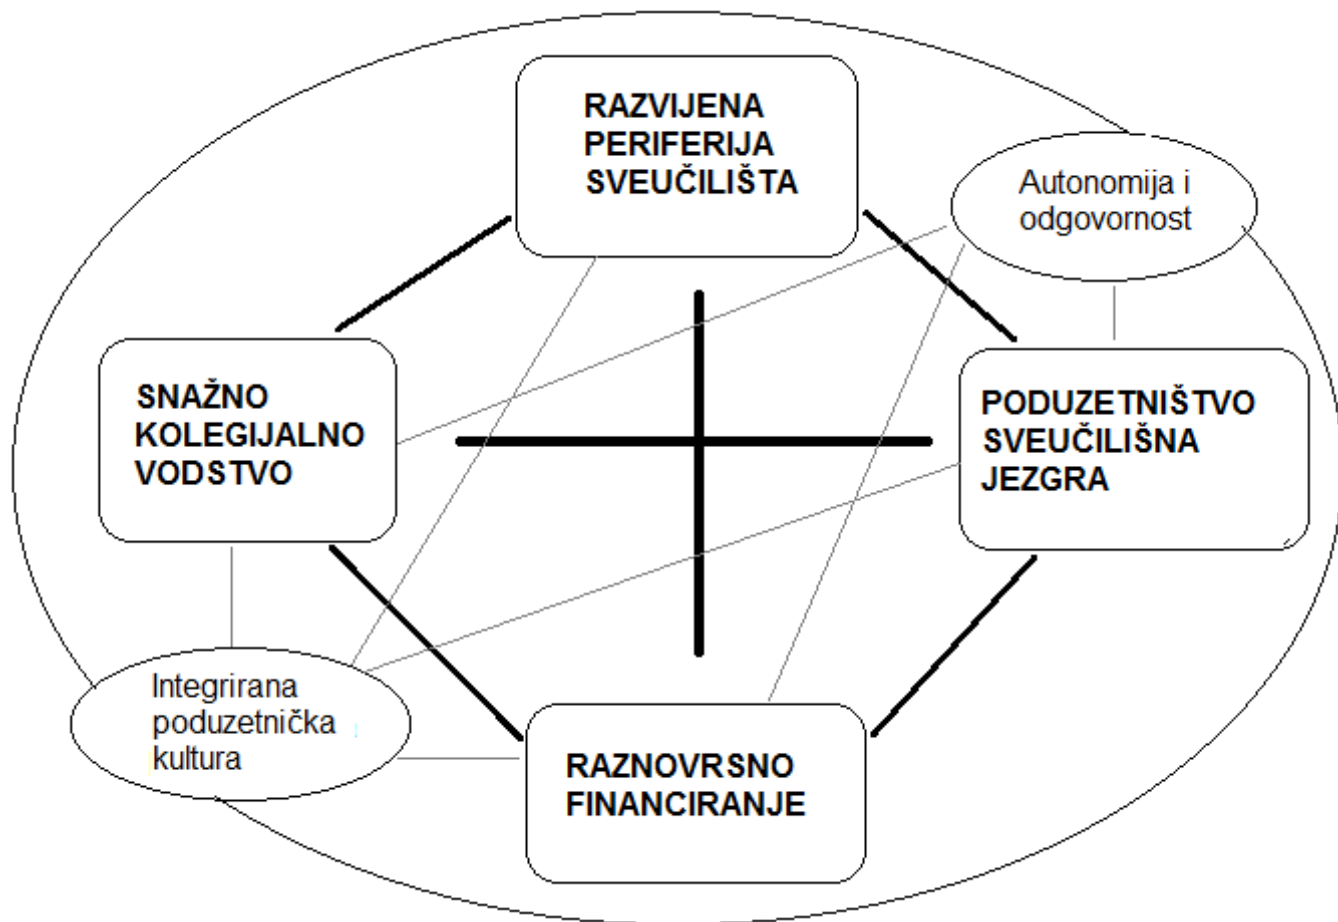 RAZVIJENA
PERIFERIJA
SVEUČILIŠTA
Autonomija i
odgovornost
SNAŽNO
KOLEGIJALNO
VODSTVO
PODUZETNIŠTVO
SVEUČILIŠNA
JEZGRA
Integrirana
poduzetnička
kultura
RAZNOVRSNO
FINANCIRANJE